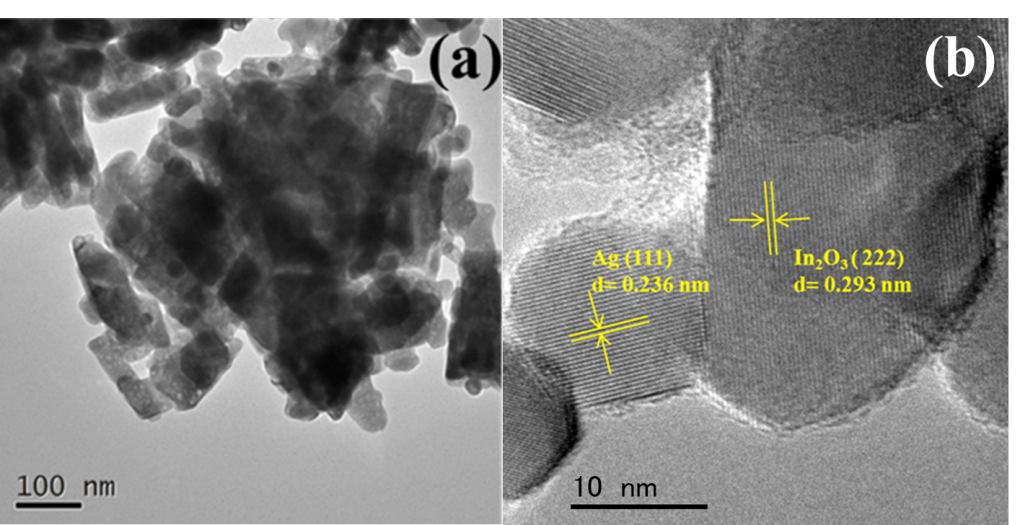 (a)
100 nm
(b)
Ag (111)
d= 0.236 nm
In₂O₃ (222)
d= 0.293 nm
10 nm